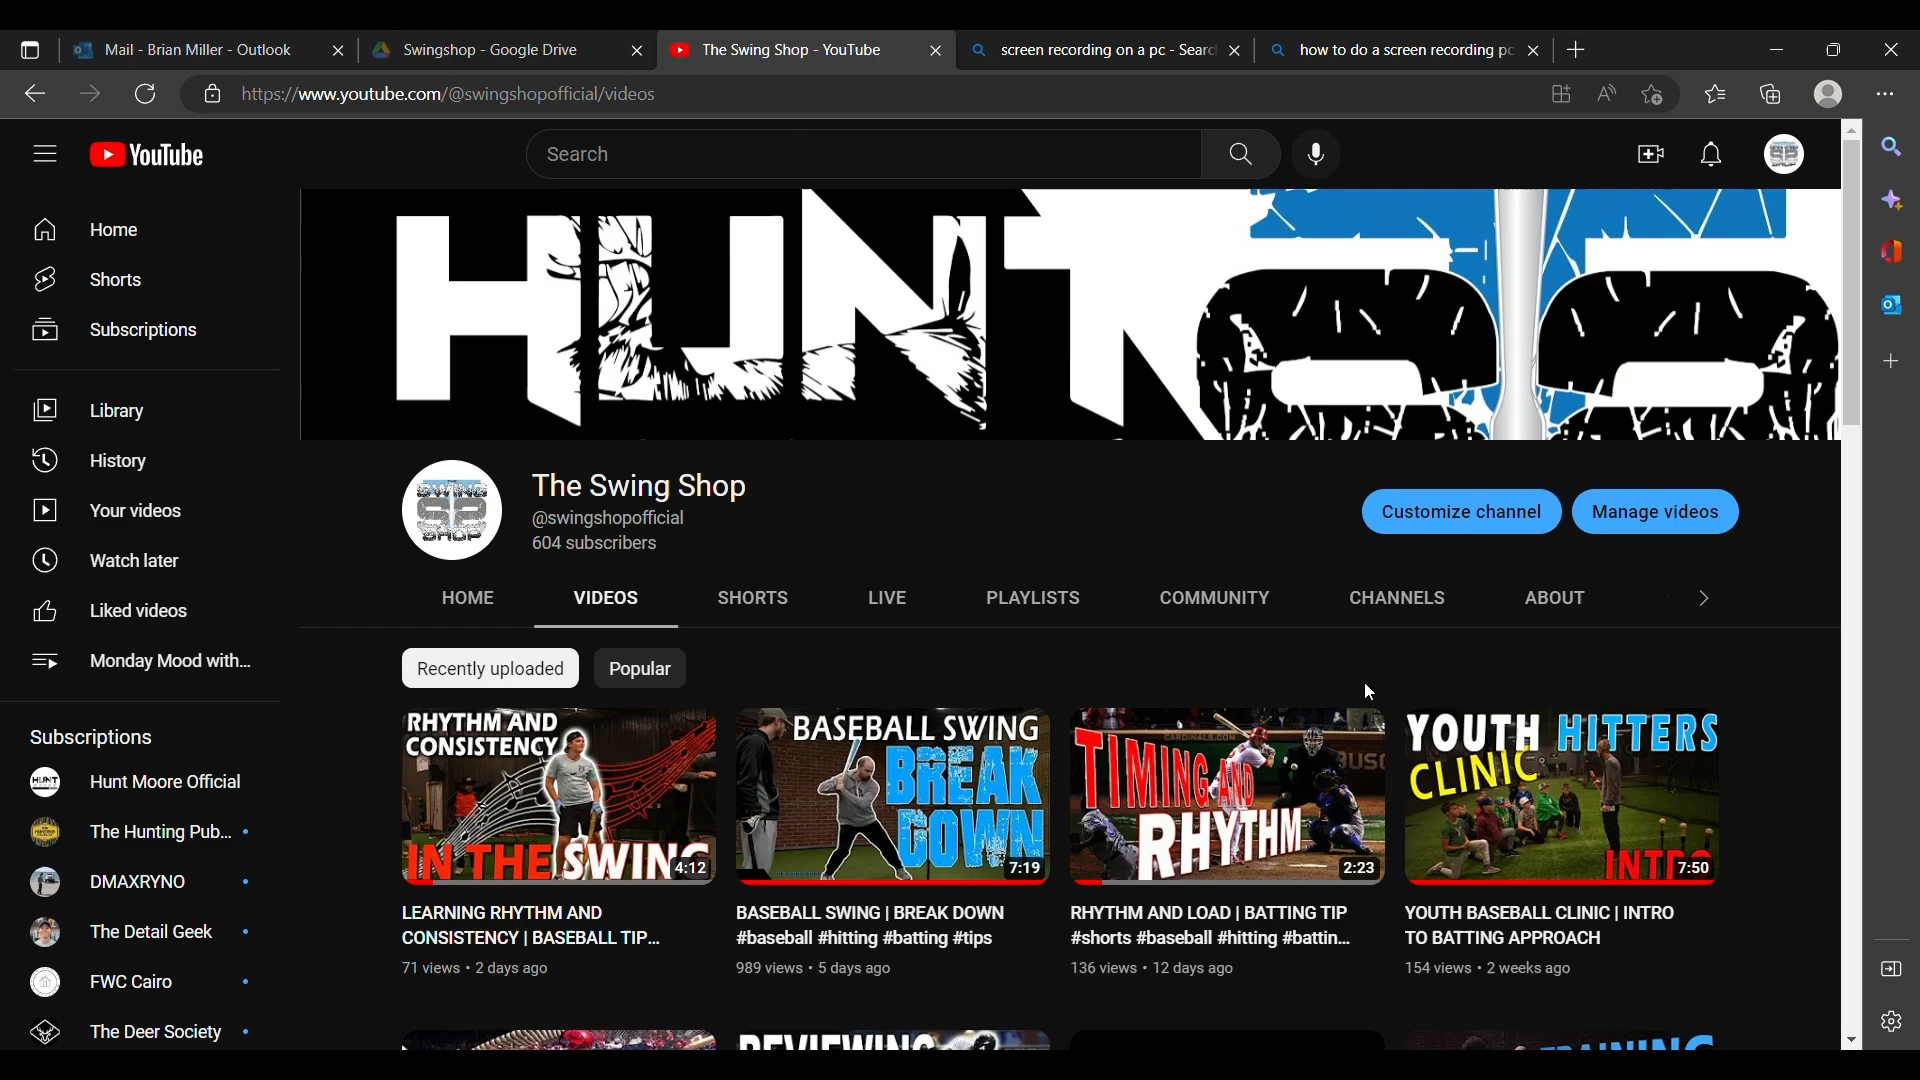 Mail - Brian Miller - Outlook
Swingshop - Google Drive
The Swing Shop - YouTube
screen recording on a pc - Searc
how to do a screen recording pc
https://www.youtube.com/@swingshopofficial/videos
YouTube
Search
Home
Shorts
Subscriptions
Library
History
Your videos
Watch later
Liked videos
Monday Mood with...
Subscriptions
Hunt Moore Official
The Hunting Pub...
DMAXRYNO
The Detail Geek
FWC Cairo
The Deer Society
HUNT
SWING
SHOP
The Swing Shop
@swingshopofficial
604 subscribers
Customize channel
Manage videos
HOME
VIDEOS
SHORTS
LIVE
PLAYLISTS
COMMUNITY
CHANNELS
ABOUT
Recently uploaded
Popular
RHYTHM AND
CONSISTENCY
IN THE SWING
4:12
LEARNING RHYTHM AND
CONSISTENCY | BASEBALL TIP...
71 views • 2 days ago
BASEBALL SWING
BREAK
DOWN
7:19
BASEBALL SWING | BREAK DOWN
#baseball #hitting #batting #tips
989 views • 5 days ago
CARDINALS.COM
TIMING AND
RHYTHM
2:23
RHYTHM AND LOAD | BATTING TIP
#shorts #baseball #hitting #battin...
136 views • 12 days ago
YOUTH HITTERS
CLINIC
INTRO
7:50
YOUTH BASEBALL CLINIC | INTRO
TO BATTING APPROACH
154 views • 2 weeks ago
REVIEWING
TRAINING